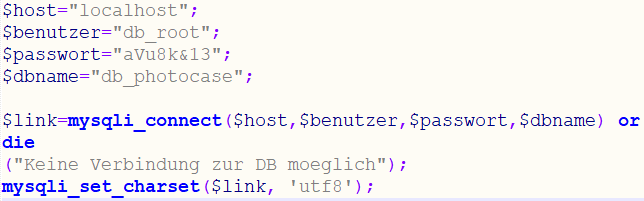 $host="localhost";
$benutzer="db_root";
$passwort="aVu8k&13";
$dbname="db_photocase";
$link=mysqli_connect($host,$benutzer,$passwort,$dbname) or
die
("Keine Verbindung zur DB moeglich");
mysqli_set_charset($link, 'utf8');